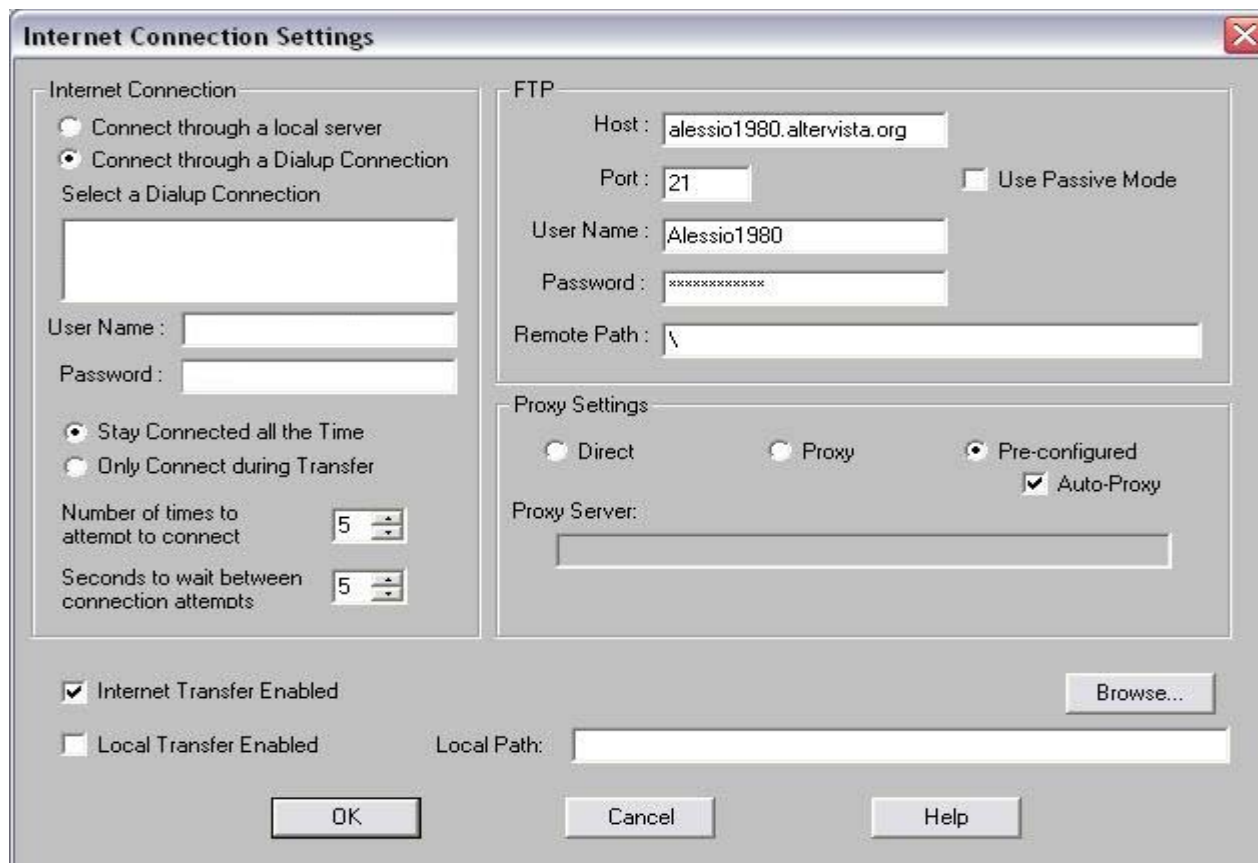 Internet Connection Settings
Internet Connection
Connect through a local server
Connect through a Dialup Connection
Select a Dialup Connection
User Name :
Password :
Stay Connected all the Time
Only Connect during Transfer
Number of times to
attempt to connect
5
Seconds to wait between
connection attempts
5
FTP
Host : alessio1980.altervista.org
Port : 21
Use Passive Mode
User Name : Alessio1980
Password : ************
Remote Path : \
Proxy Settings
Direct
Proxy
Pre-configured
Auto-Proxy
Proxy Server:
Internet Transfer Enabled
Browse...
Local Transfer Enabled
Local Path:
OK
Cancel
Help